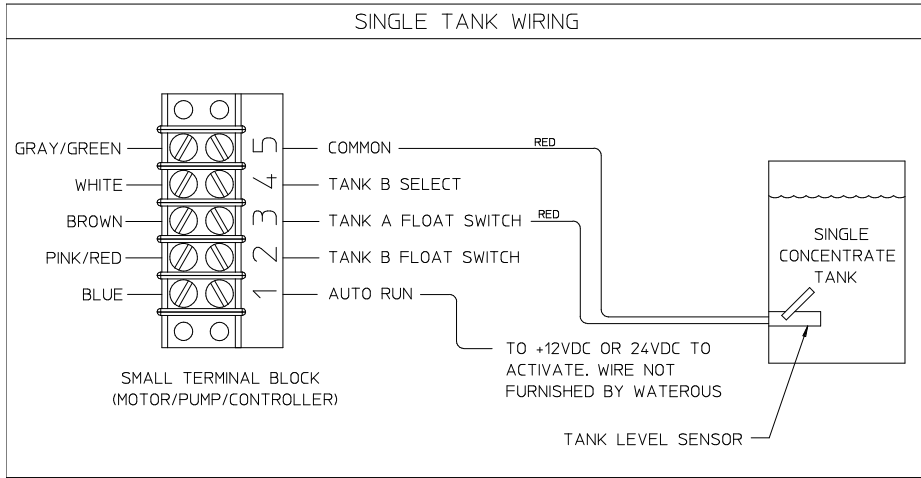 SINGLE TANK WIRING
GRAY/GREEN 5 COMMON RED
WHITE 4 TANK B SELECT
BROWN 3 TANK A FLOAT SWITCH RED
PINK/RED 2 TANK B FLOAT SWITCH
BLUE 1 AUTO RUN
SINGLE
CONCENTRATE
TANK
TO +12VDC OR 24VDC TO
ACTIVATE. WIRE NOT
FURNISHED BY WATEROUS
SMALL TERMINAL BLOCK
(MOTOR/PUMP/CONTROLLER)
TANK LEVEL SENSOR